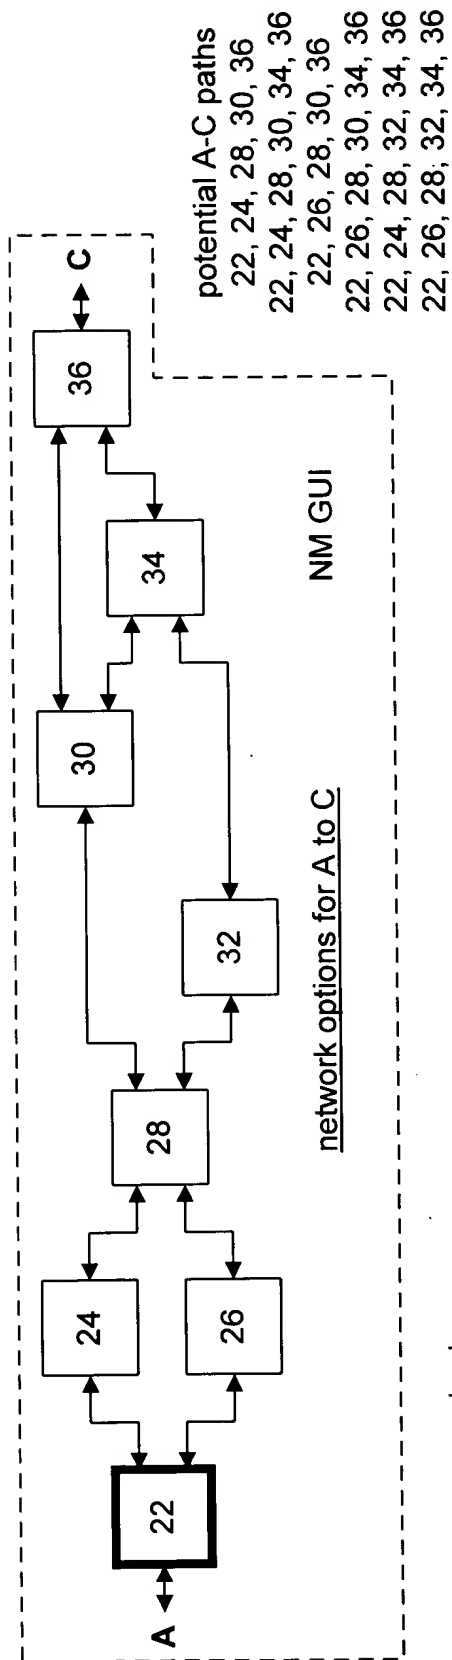 A
22
24
26
28
30
32
34
36
C
network options for A to C
NM GUI
potential A-C paths
22, 24, 28, 30, 36
22, 24, 28, 30, 34, 36
22, 26, 28, 30, 36
22, 26, 28, 30, 34, 36
22, 24, 28, 32, 34, 36
22, 26, 28, 32, 34, 36